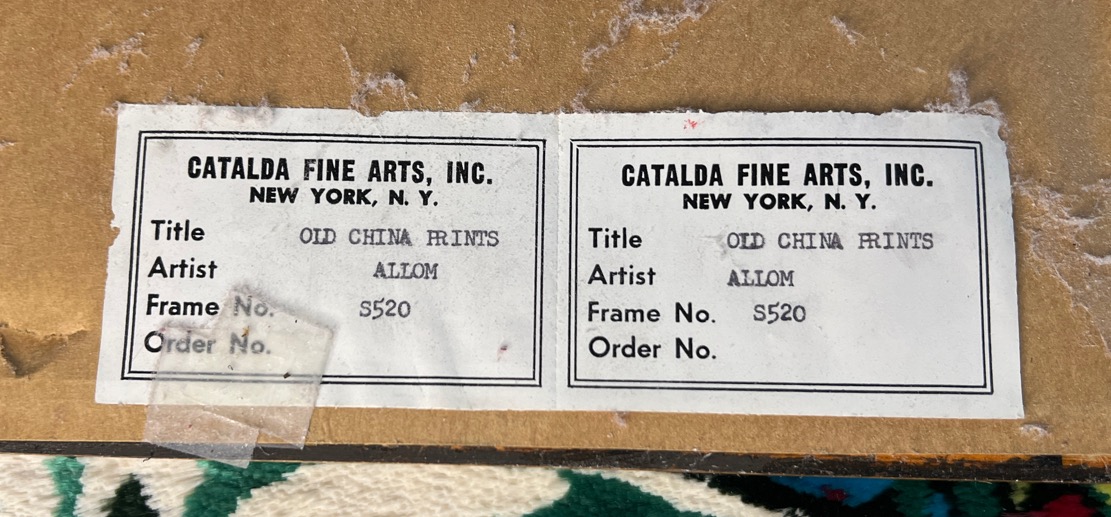 CATALDA FINE ARTS, INC.
NEW YORK, N. Y.
Title OLD CHINA PRINTS
Artist ALLOM
Frame No. S520
Order No.
CATALDA FINE ARTS, INC.
NEW YORK, N. Y.
Title OLD CHINA PRINTS
Artist ALLOM
Frame No. S520
Order No.